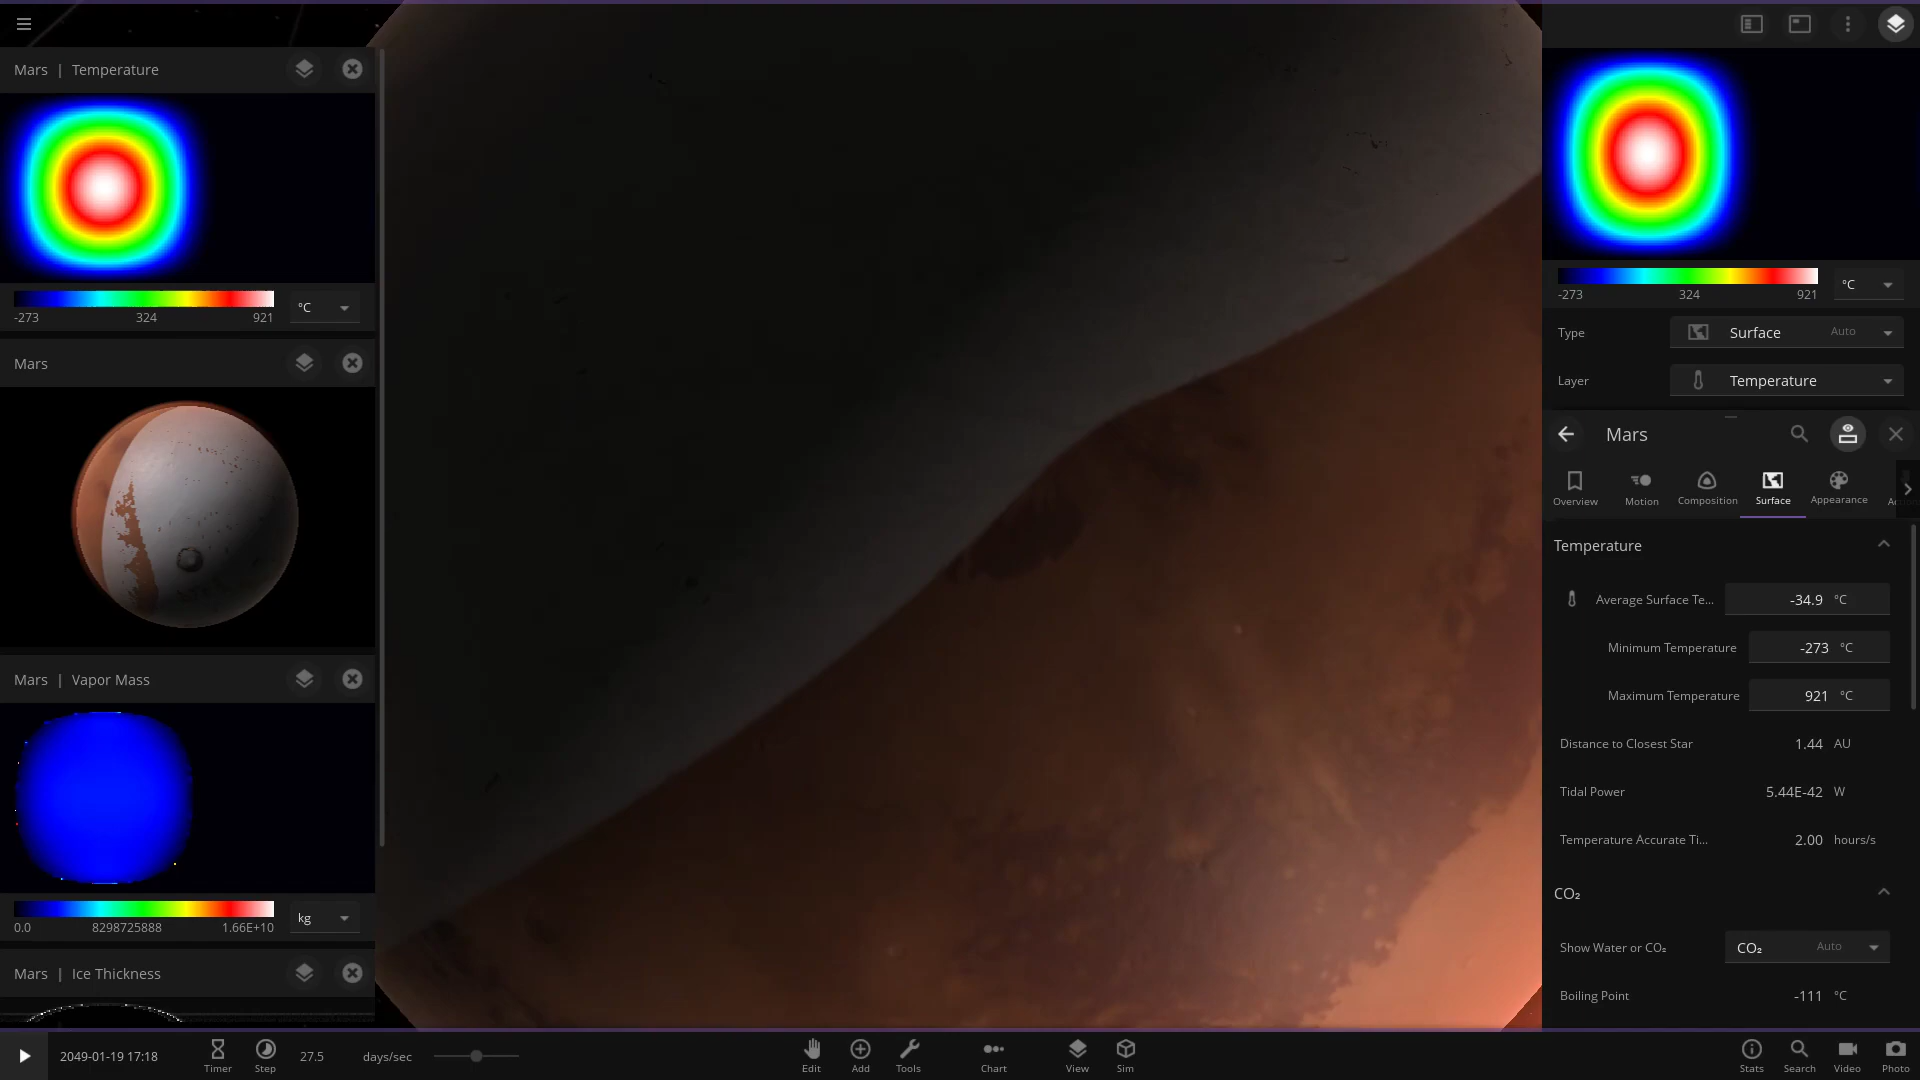 Mars | Temperature
-273 324 921
°C
Mars
Mars | Vapor Mass
0.0 8298725888 1.66E+10
kg
Mars | Ice Thickness
-273 324 921
°C
Type Surface Auto
Layer Temperature
Mars
Overview Motion Composition Surface Appearance
Temperature
Average Surface Te... -34.9 °C
Minimum Temperature -273 °C
Maximum Temperature 921 °C
Distance to Closest Star 1.44 AU
Tidal Power 5.44E-42 W
Temperature Accurate Ti... 2.00 hours/s
CO₂
Show Water or CO₂ CO₂ Auto
Boiling Point -111 °C
2049-01-19 17:18 Timer Step 27.5 days/sec Edit Add Tools Chart View Sim Stats Search Video Photo